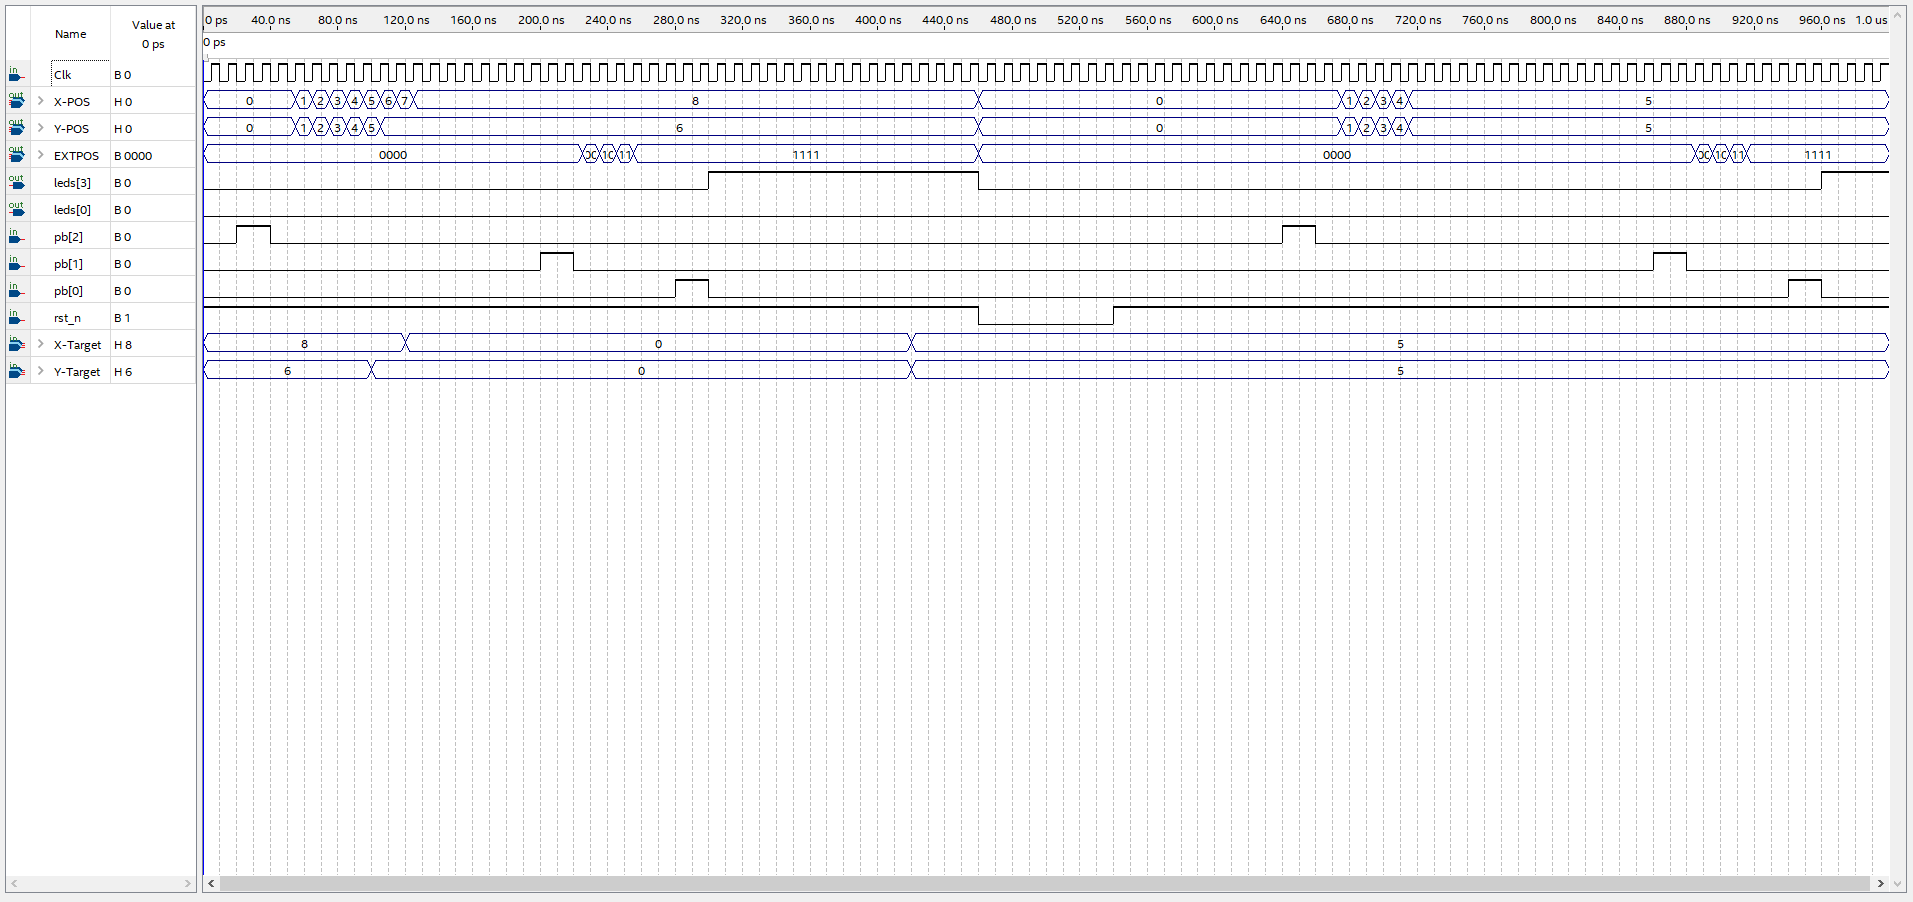 Name Value at 0 ps
0 ps 40.0 ns 80.0 ns 120.0 ns 160.0 ns 200.0 ns 240.0 ns 280.0 ns 320.0 ns 360.0 ns 400.0 ns 440.0 ns 480.0 ns 520.0 ns 560.0 ns 600.0 ns 640.0 ns 680.0 ns 720.0 ns 760.0 ns 800.0 ns 840.0 ns 880.0 ns 920.0 ns 960.0 ns 1.0 us
0 ps
in Clk B 0
out X-POS H 0 0 1 2 3 4 5 6 7 8 0 1 2 3 4 5
out Y-POS H 0 0 1 2 3 4 5 6 0 1 2 3 4 5
out EXTPOS B 0000 0000 11 1111 0000 11 1111
out leds[3] B 0
out leds[0] B 0
in pb[2] B 0
in pb[1] B 0
in pb[0] B 0
in rst_n B 1
in X-Target H 8 8 0 5
in Y-Target H 6 6 0 5